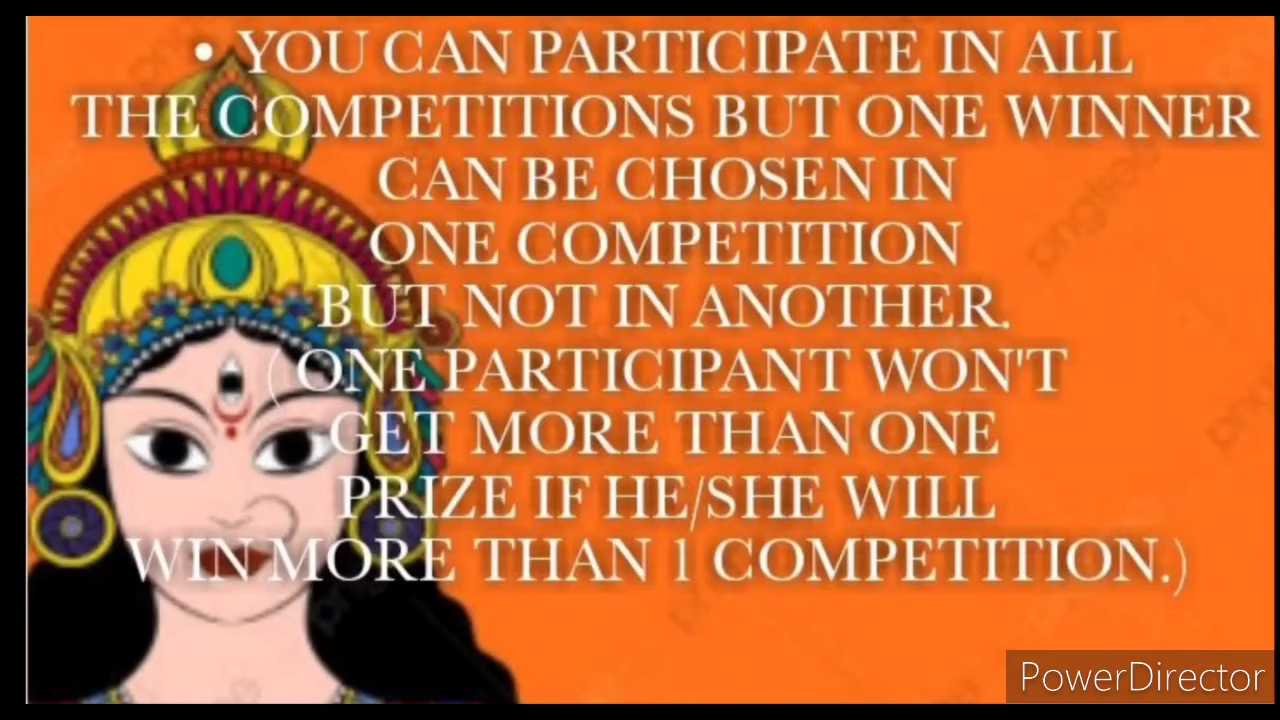 • YOU CAN PARTICIPATE IN ALL
THE COMPETITIONS BUT ONE WINNER
CAN BE CHOSEN IN
ONE COMPETITION
BUT NOT IN ANOTHER.
( ONE PARTICIPANT WON'T
GET MORE THAN ONE
PRIZE IF HE/SHE WILL
WIN MORE THAN 1 COMPETITION.)
PowerDirector